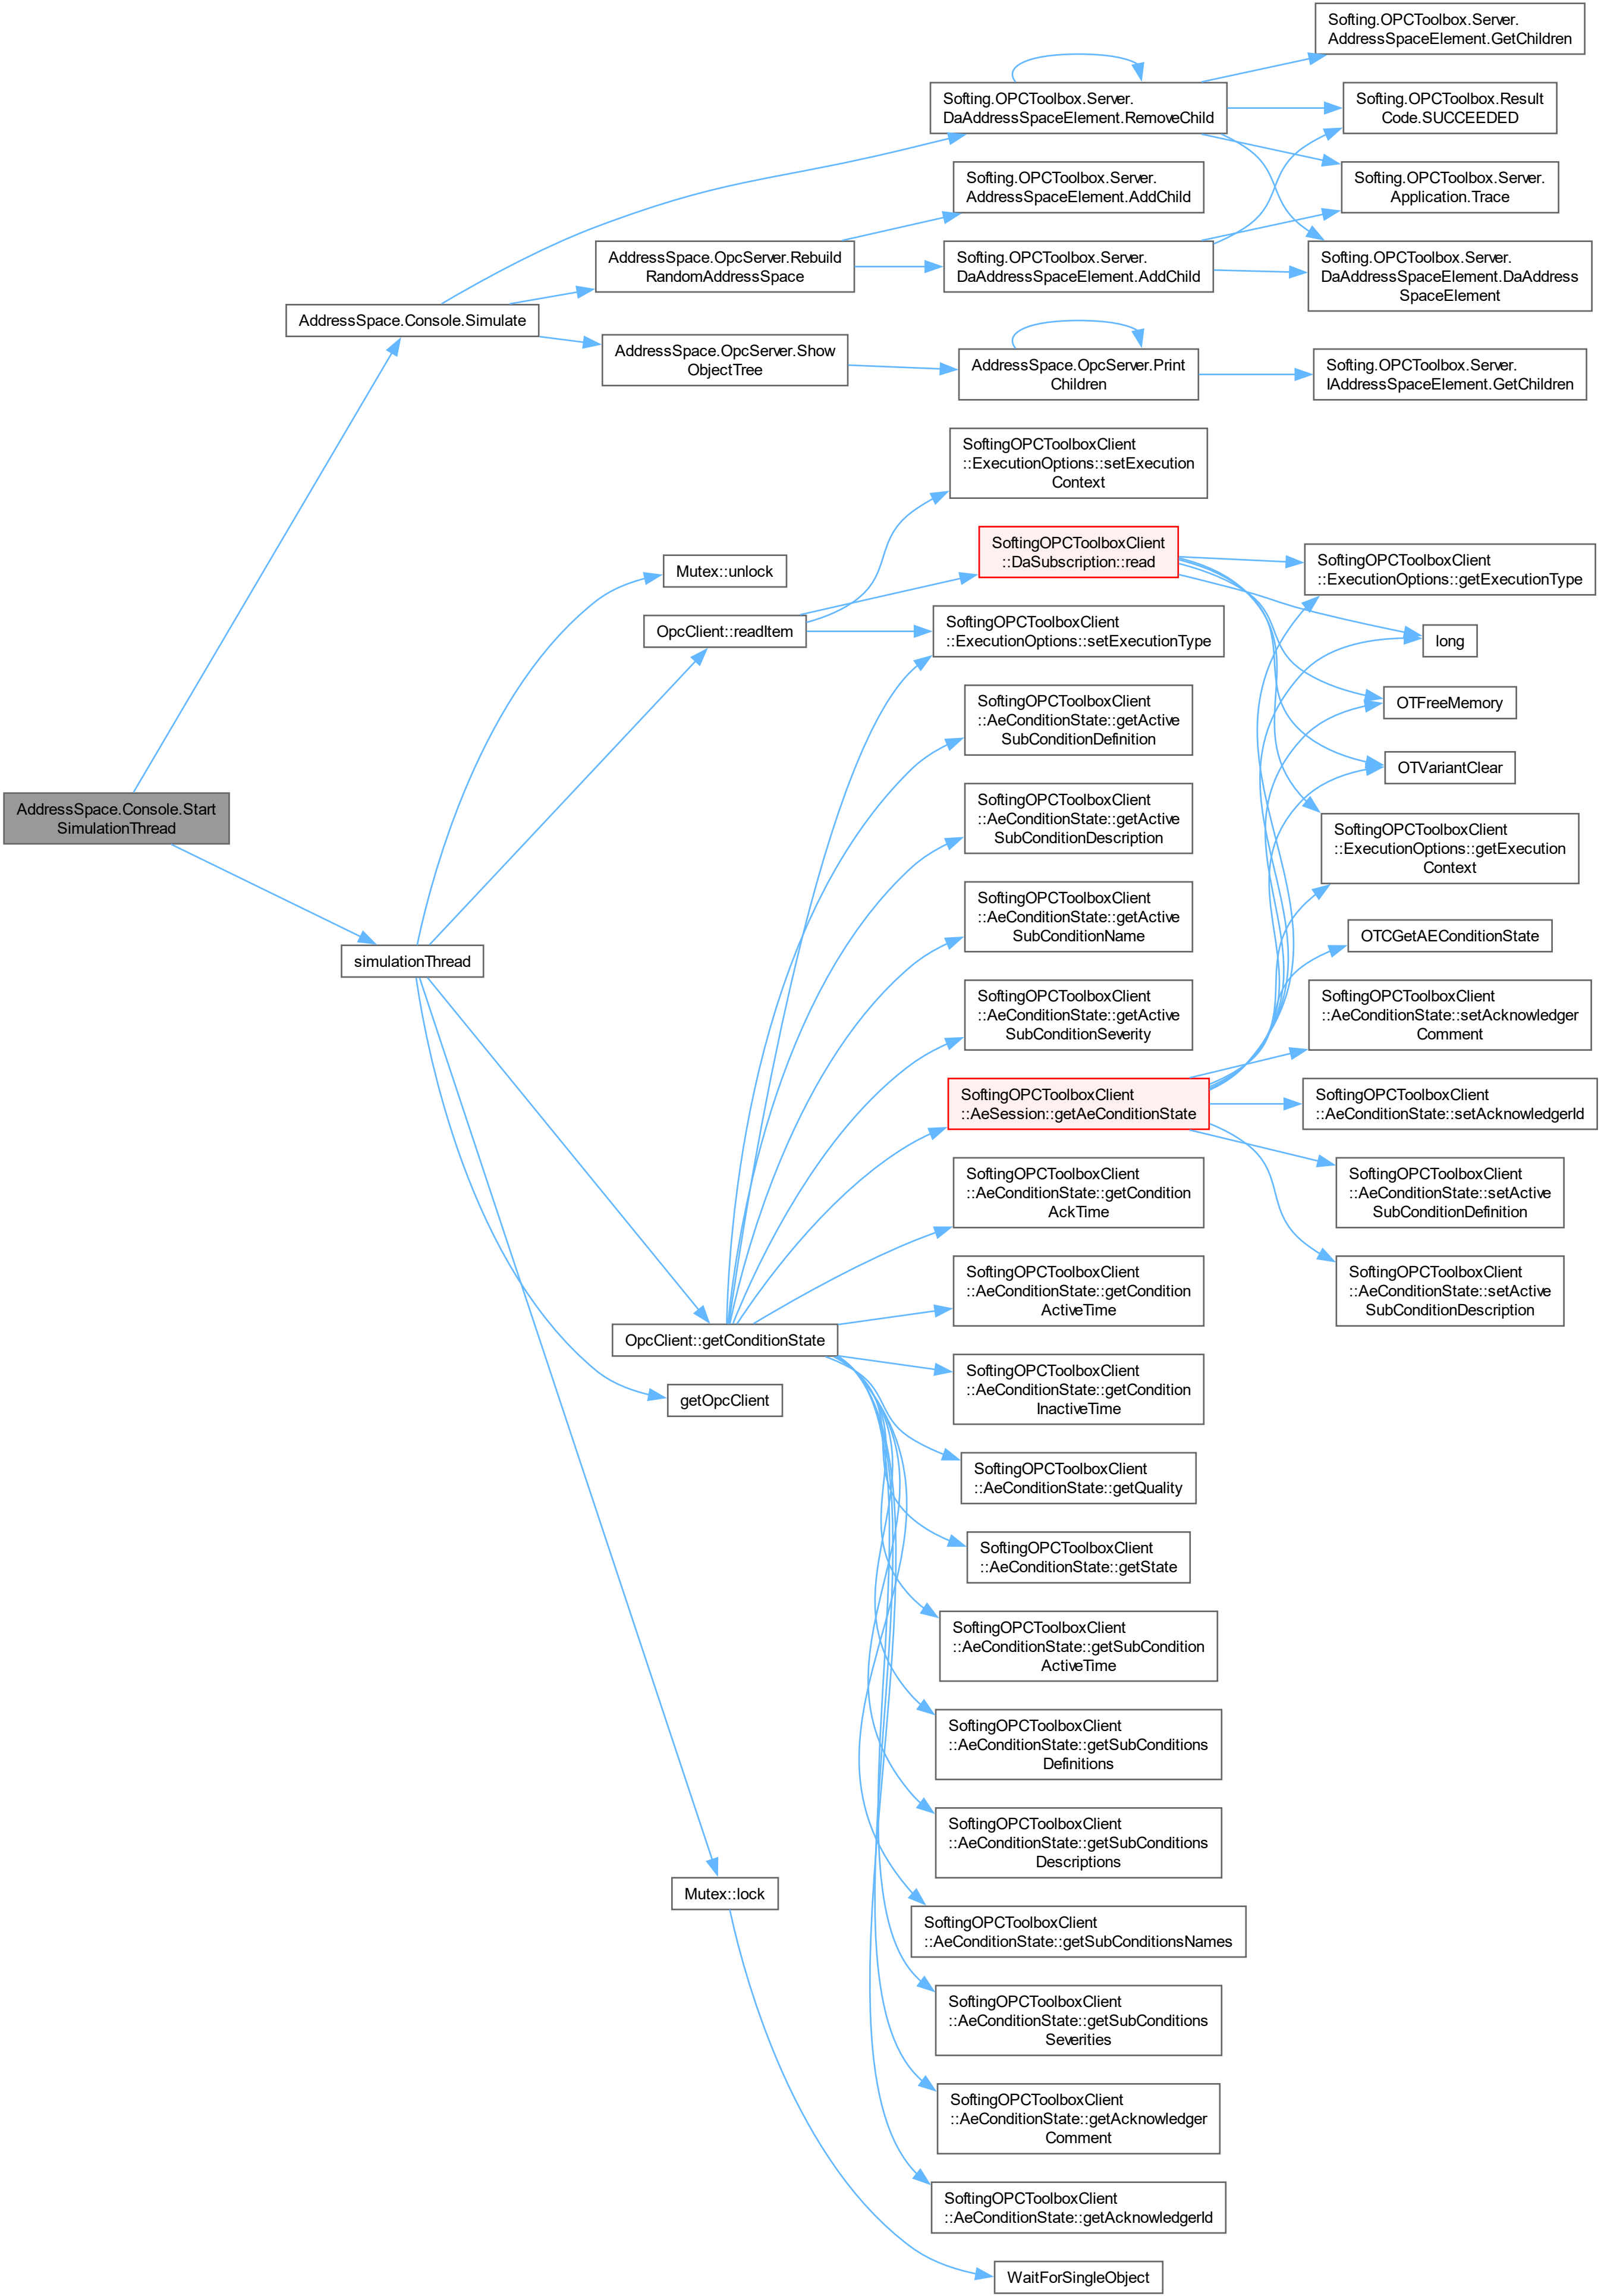 Softing.OPCToolbox.Server.
AddressSpaceElement.GetChildren
Softing.OPCToolbox.Server.
DaAddressSpaceElement.RemoveChild
Softing.OPCToolbox.Result
Code.SUCCEEDED
Softing.OPCToolbox.Server.
AddressSpaceElement.AddChild
Softing.OPCToolbox.Server.
Application.Trace
AddressSpace.OpcServer.Rebuild
RandomAddressSpace
Softing.OPCToolbox.Server.
DaAddressSpaceElement.AddChild
Softing.OPCToolbox.Server.
DaAddressSpaceElement.DaAddress
SpaceElement
AddressSpace.Console.Simulate
AddressSpace.OpcServer.Show
ObjectTree
AddressSpace.OpcServer.Print
Children
Softing.OPCToolbox.Server.
IAddressSpaceElement.GetChildren
SoftingOPCToolboxClient
::ExecutionOptions::setExecution
Context
Mutex::unlock
SoftingOPCToolboxClient
::DaSubscription::read
SoftingOPCToolboxClient
::ExecutionOptions::getExecutionType
OpcClient::readItem
SoftingOPCToolboxClient
::ExecutionOptions::setExecutionType
long
SoftingOPCToolboxClient
::AeConditionState::getActive
SubConditionDefinition
OTFreeMemory
OTVariantClear
AddressSpace.Console.Start
SimulationThread
SoftingOPCToolboxClient
::AeConditionState::getActive
SubConditionDescription
SoftingOPCToolboxClient
::ExecutionOptions::getExecution
Context
SoftingOPCToolboxClient
::AeConditionState::getActive
SubConditionName
OTCGetAEConditionState
simulationThread
SoftingOPCToolboxClient
::AeConditionState::getActive
SubConditionSeverity
SoftingOPCToolboxClient
::AeConditionState::setAcknowledger
Comment
SoftingOPCToolboxClient
::AeSession::getAeConditionState
SoftingOPCToolboxClient
::AeConditionState::setAcknowledgerId
SoftingOPCToolboxClient
::AeConditionState::getCondition
AckTime
SoftingOPCToolboxClient
::AeConditionState::setActive
SubConditionDefinition
SoftingOPCToolboxClient
::AeConditionState::getCondition
ActiveTime
SoftingOPCToolboxClient
::AeConditionState::setActive
SubConditionDescription
OpcClient::getConditionState
SoftingOPCToolboxClient
::AeConditionState::getCondition
InactiveTime
getOpcClient
SoftingOPCToolboxClient
::AeConditionState::getQuality
SoftingOPCToolboxClient
::AeConditionState::getState
SoftingOPCToolboxClient
::AeConditionState::getSubCondition
ActiveTime
SoftingOPCToolboxClient
::AeConditionState::getSubConditions
Definitions
SoftingOPCToolboxClient
::AeConditionState::getSubConditions
Descriptions
Mutex::lock
SoftingOPCToolboxClient
::AeConditionState::getSubConditionsNames
SoftingOPCToolboxClient
::AeConditionState::getSubConditions
Severities
SoftingOPCToolboxClient
::AeConditionState::getAcknowledger
Comment
SoftingOPCToolboxClient
::AeConditionState::getAcknowledgerId
WaitForSingleObject